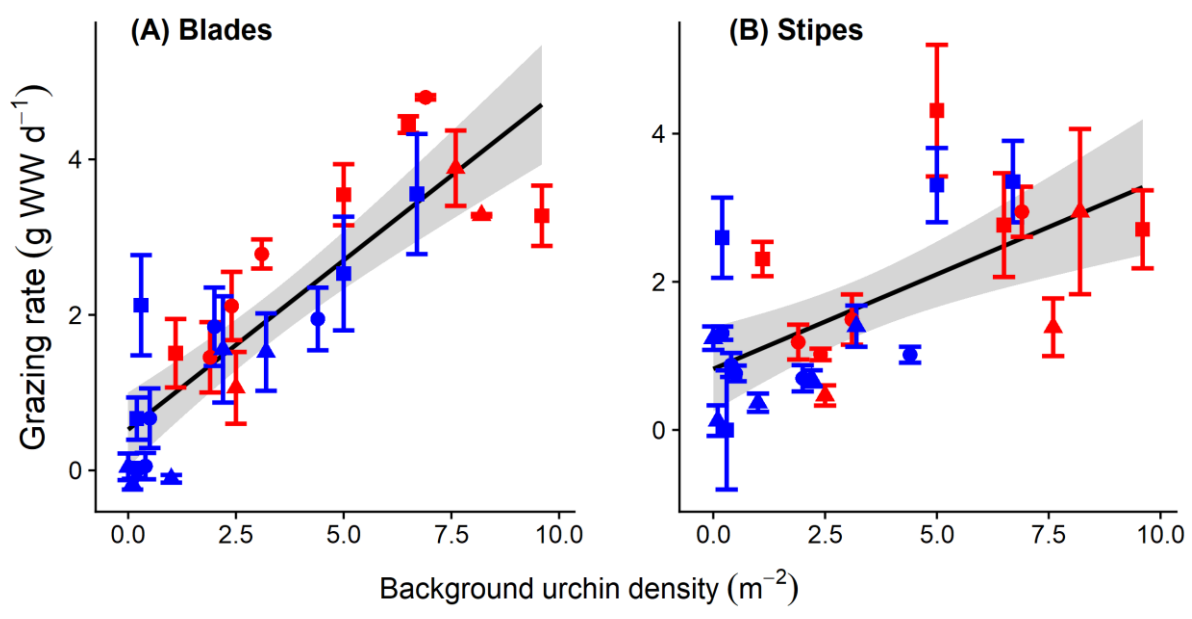 (A) Blades
(B) Stipes
Grazing rate (g WW d⁻¹)
4
2
0
4
2
0
0.0 2.5 5.0 7.5 10.0
0.0 2.5 5.0 7.5 10.0
Background urchin density (m⁻²)